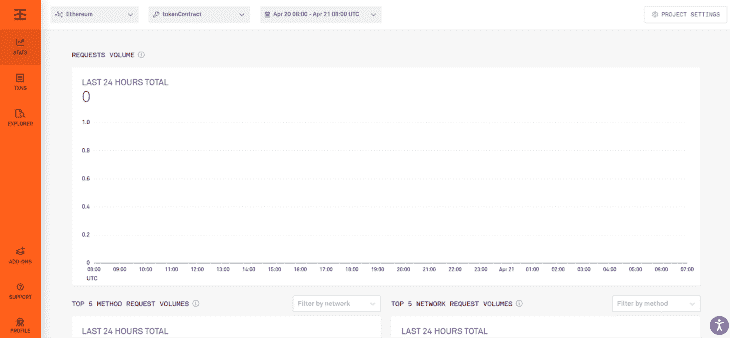 Ethereum
tokenContract
Apr 20 08:00 - Apr 21 08:00 UTC
PROJECT SETTINGS
STATS
TXNS
EXPLORER
ADD-ONS
SUPPORT
PROFILE
REQUESTS VOLUME
LAST 24 HOURS TOTAL
0
1.0
0.8
0.6
0.4
0.2
0
08:00 09:00 10:00 11:00 12:00 13:00 14:00 15:00 16:00 17:00 18:00 19:00 20:00 21:00 22:00 23:00 Apr 21 01:00 02:00 03:00 04:00 05:00 06:00 07:00
UTC
TOP 5 METHOD REQUEST VOLUMES
Filter by network
TOP 5 NETWORK REQUEST VOLUMES
Filter by method
LAST 24 HOURS TOTAL
LAST 24 HOURS TOTAL